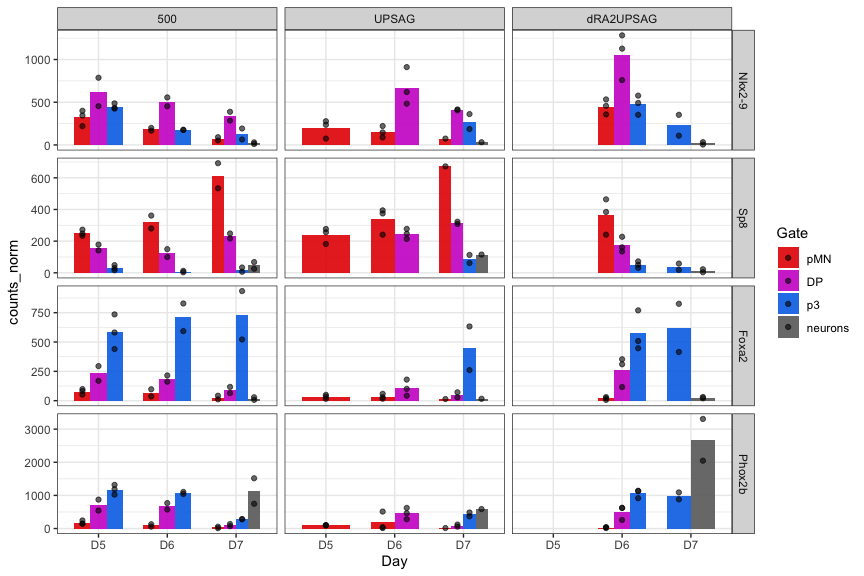 500 UPSAG dRA2UPSAG
1000
500
0
Nkx2-9
600
400
200
0
Sp8
750
500
250
0
Foxa2
3000
2000
1000
0
Phox2b
counts_norm
D5 D6 D7 D5 D6 D7 D5 D6 D7
Day
Gate
pMN
DP
p3
neurons